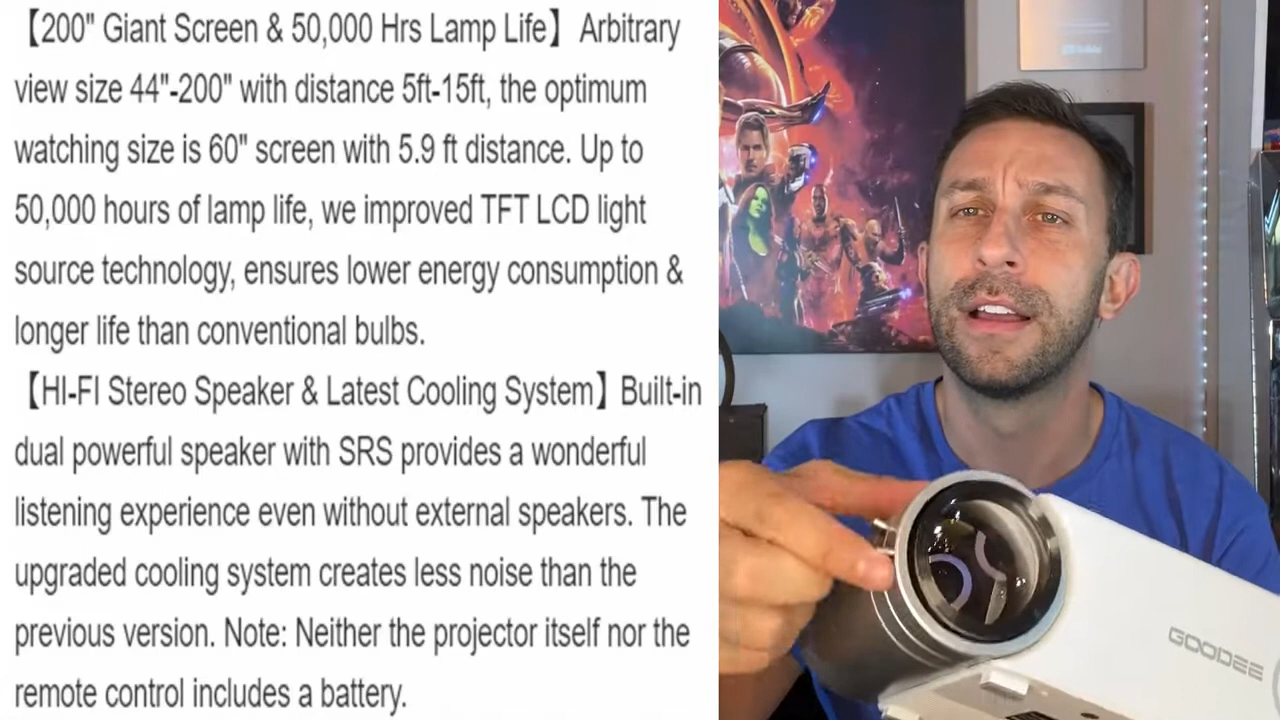 【200" Giant Screen & 50,000 Hrs Lamp Life】Arbitrary
view size 44"-200" with distance 5ft-15ft, the optimum
watching size is 60" screen with 5.9 ft distance. Up to
50,000 hours of lamp life, we improved TFT LCD light
source technology, ensures lower energy consumption &
longer life than conventional bulbs.
【HI-FI Stereo Speaker & Latest Cooling System】Built-in
dual powerful speaker with SRS provides a wonderful
listening experience even without external speakers. The
upgraded cooling system creates less noise than the
previous version. Note: Neither the projector itself nor the
remote control includes a battery.
GOODEE